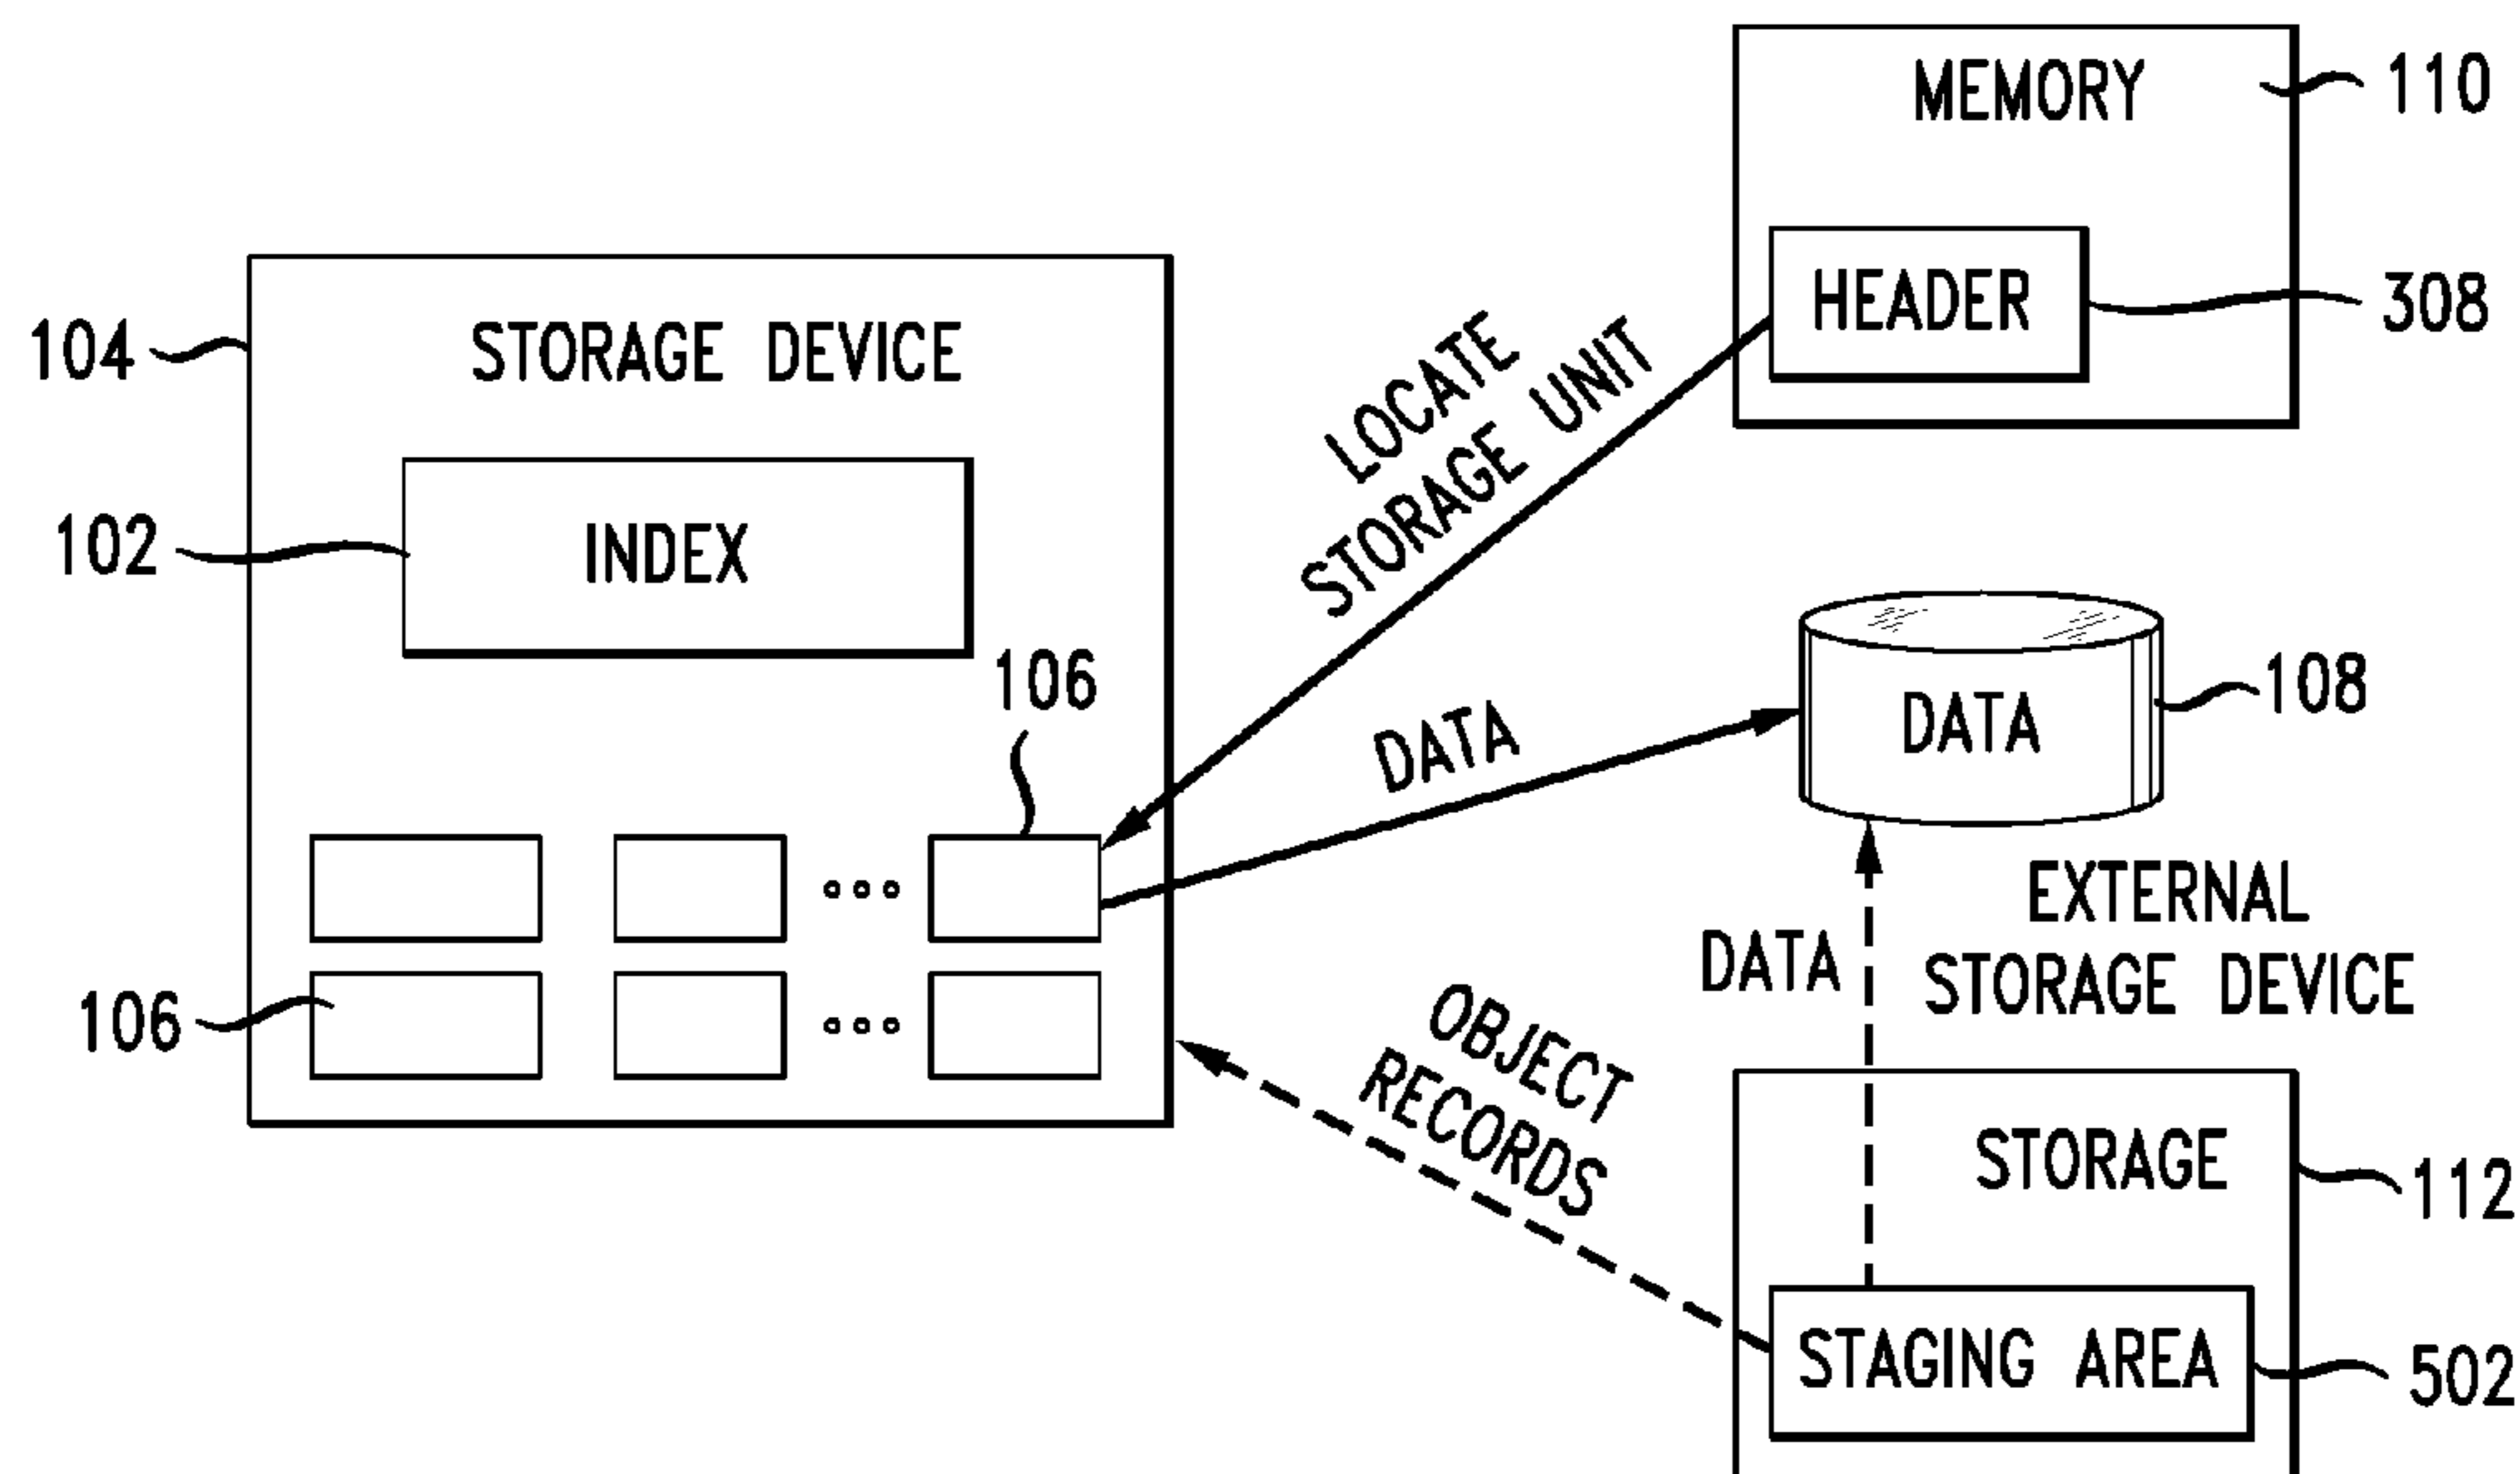 MEMORY
110
HEADER
308
104
STORAGE DEVICE
LOCATE
STORAGE UNIT
102
INDEX
106
DATA
DATA
108
EXTERNAL
STORAGE DEVICE
DATA
106
OBJECT
RECORDS
STORAGE
112
STAGING AREA
502